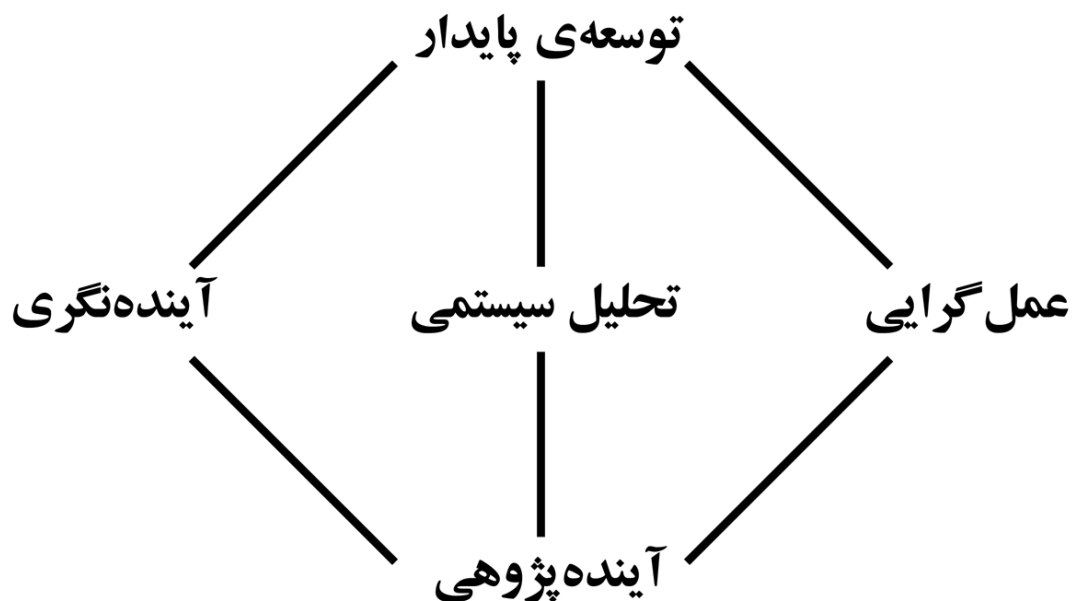 توسعه‌ی پایدار
عمل‌گرایی
تحلیل سیستمی
آینده‌نگری
آینده‌پژوهی